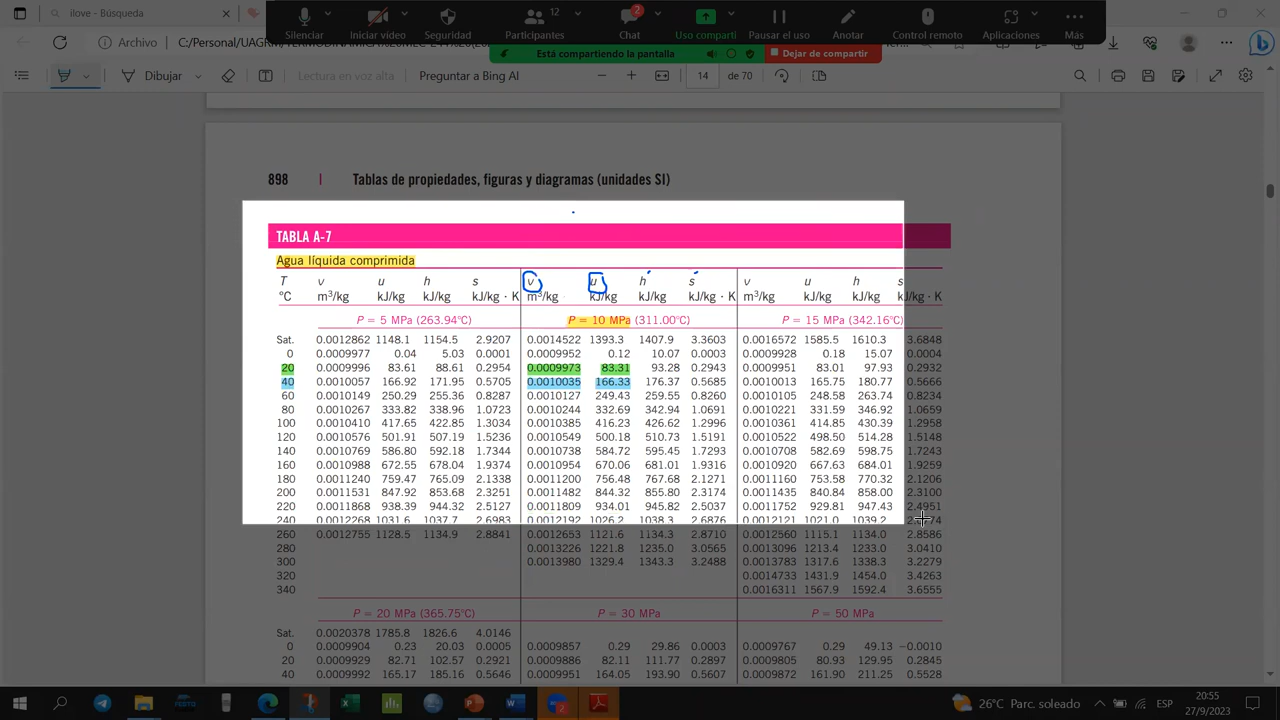 ilove - Búsqueda
Silenciar
Iniciar vídeo
Seguridad
12
Participantes
2
Chat
Uso comparti
Pausar el uso
Anotar
Control remoto
Aplicaciones
Más
Está compartiendo la pantalla
Dejar de compartir
Archivo
Dibujar
Lectura en voz alta
Preguntar a Bing AI
14 de 70
898 Tablas de propiedades, figuras y diagramas (unidades SI)
TABLA A-7
Agua líquida comprimida
T v u h s v u h s v u h s
°C m³/kg kJ/kg kJ/kg kJ/kg · K m³/kg kJ/kg kJ/kg kJ/kg · K m³/kg kJ/kg kJ/kg kJ/kg · K
P = 5 MPa (263.94°C) P = 10 MPa (311.00°C) P = 15 MPa (342.16°C)
Sat. 0.0012862 1148.1 1154.5 2.9207 0.0014522 1393.3 1407.9 3.3603 0.0016572 1585.5 1610.3 3.6848
0 0.0009977 0.04 5.03 0.0001 0.0009952 0.12 10.07 0.0003 0.0009928 0.18 15.07 0.0004
20 0.0009996 83.61 88.61 0.2954 0.0009973 83.31 93.28 0.2943 0.0009951 83.01 97.93 0.2932
40 0.0010057 166.92 171.95 0.5705 0.0010035 166.33 176.37 0.5685 0.0010013 165.75 180.77 0.5666
60 0.0010149 250.29 255.36 0.8287 0.0010127 249.43 259.55 0.8260 0.0010105 248.58 263.74 0.8234
80 0.0010267 333.82 338.96 1.0723 0.0010244 332.69 342.94 1.0691 0.0010221 331.59 346.92 1.0659
100 0.0010410 417.65 422.85 1.3034 0.0010385 416.23 426.62 1.2996 0.0010361 414.85 430.39 1.2958
120 0.0010576 501.91 507.19 1.5236 0.0010549 500.18 510.73 1.5191 0.0010522 498.50 514.28 1.5148
140 0.0010769 586.80 592.18 1.7344 0.0010738 584.72 595.45 1.7293 0.0010708 582.69 598.75 1.7243
160 0.0010988 672.55 678.04 1.9374 0.0010954 670.06 681.01 1.9316 0.0010920 667.63 684.01 1.9259
180 0.0011240 759.47 765.09 2.1338 0.0011200 756.48 767.68 2.1271 0.0011160 753.58 770.32 2.1206
200 0.0011531 847.92 853.68 2.3251 0.0011482 844.32 855.80 2.3174 0.0011435 840.84 858.00 2.3100
220 0.0011868 938.39 944.32 2.5127 0.0011809 934.01 945.82 2.5037 0.0011752 929.81 947.43 2.4951
240 0.0012268 1031.6 1037.7 2.6983 0.0012192 1026.2 1038.3 2.6876 0.0012121 1021.0 1039.2
260 0.0012755 1128.5 1134.9 2.8841 0.0012653 1121.6 1134.3 2.8710 0.0012560 1115.1 1134.0 2.8586
280 0.0013226 1221.8 1235.0 3.0565 0.0013096 1213.4 1233.0 3.0410
300 0.0013980 1329.4 1343.3 3.2488 0.0013783 1317.6 1338.3 3.2279
320 0.0014733 1431.9 1454.0 3.4263
340 0.0016311 1567.9 1592.4 3.6555
P = 20 MPa (365.75°C) P = 30 MPa P = 50 MPa
Sat. 0.0020378 1785.8 1826.6 4.0146
0 0.0009904 0.23 20.03 0.0005 0.0009857 0.29 29.86 0.0003 0.0009767 0.29 49.13 −0.0010
20 0.0009929 82.71 102.57 0.2921 0.0009886 82.11 111.77 0.2897 0.0009805 80.93 129.95 0.2845
40 0.0009992 165.17 185.16 0.5646 0.0009951 164.05 193.90 0.5607 0.0009872 161.90 211.25 0.5528
26°C Parc. soleado
ESP
20:55
27/9/2023